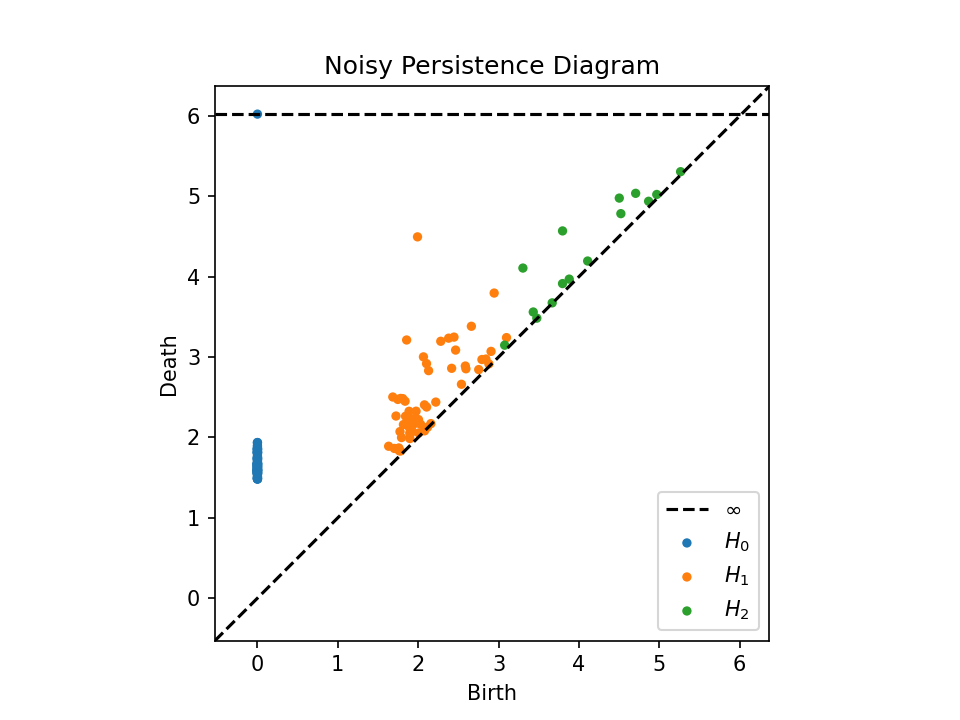 Noisy Persistence Diagram
Death
6
5
4
3
2
1
0
0 1 2 3 4 5 6
Birth
∞
H₀
H₁
H₂